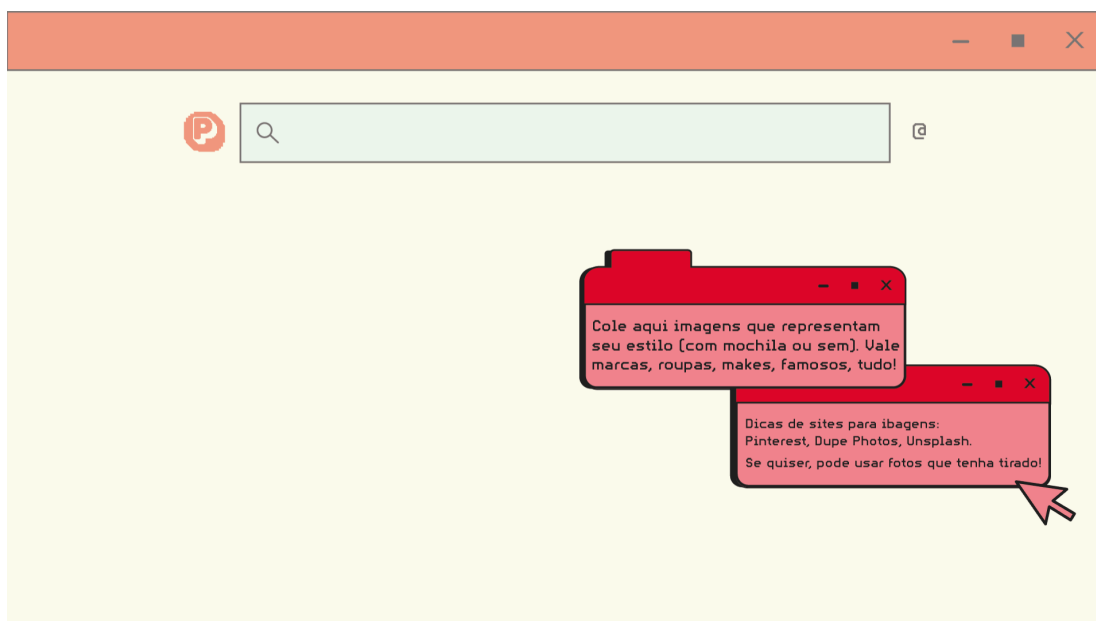 P
@
Cole aqui imagens que representam
seu estilo (com mochila ou sem). Vale
marcas, roupas, makes, famosos, tudo!
Dicas de sites para ibagens:
Pinterest, Dupe Photos, Unsplash.
Se quiser, pode usar fotos que tenha tirado!